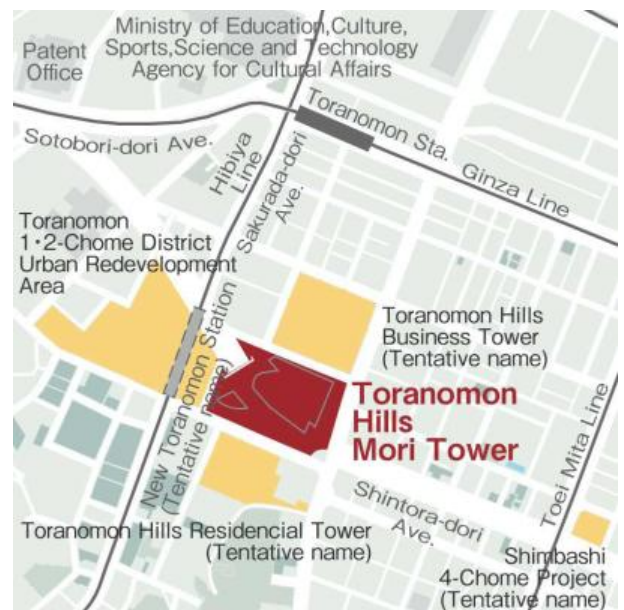 Ministry of Education,Culture,
Sports,Science and Technology
Agency for Cultural Affairs
Patent
Office
Toranomon Sta.
Ginza Line
Sotobori-dori Ave.
Hibiya
Line
Sakurada-dori
Ave.
Toranomon
1・2-Chome District
Urban Redevelopment
Area
Toranomon Hills
Business Tower
(Tentative name)
New Toranomon Station
(Tentative name)
Toranomon
Hills
Mori Tower
Toei Mita Line
Shintora-dori
Ave.
Toranomon Hills Residencial Tower
(Tentative name)
Shimbashi
4-Chome Project
(Tentative name)